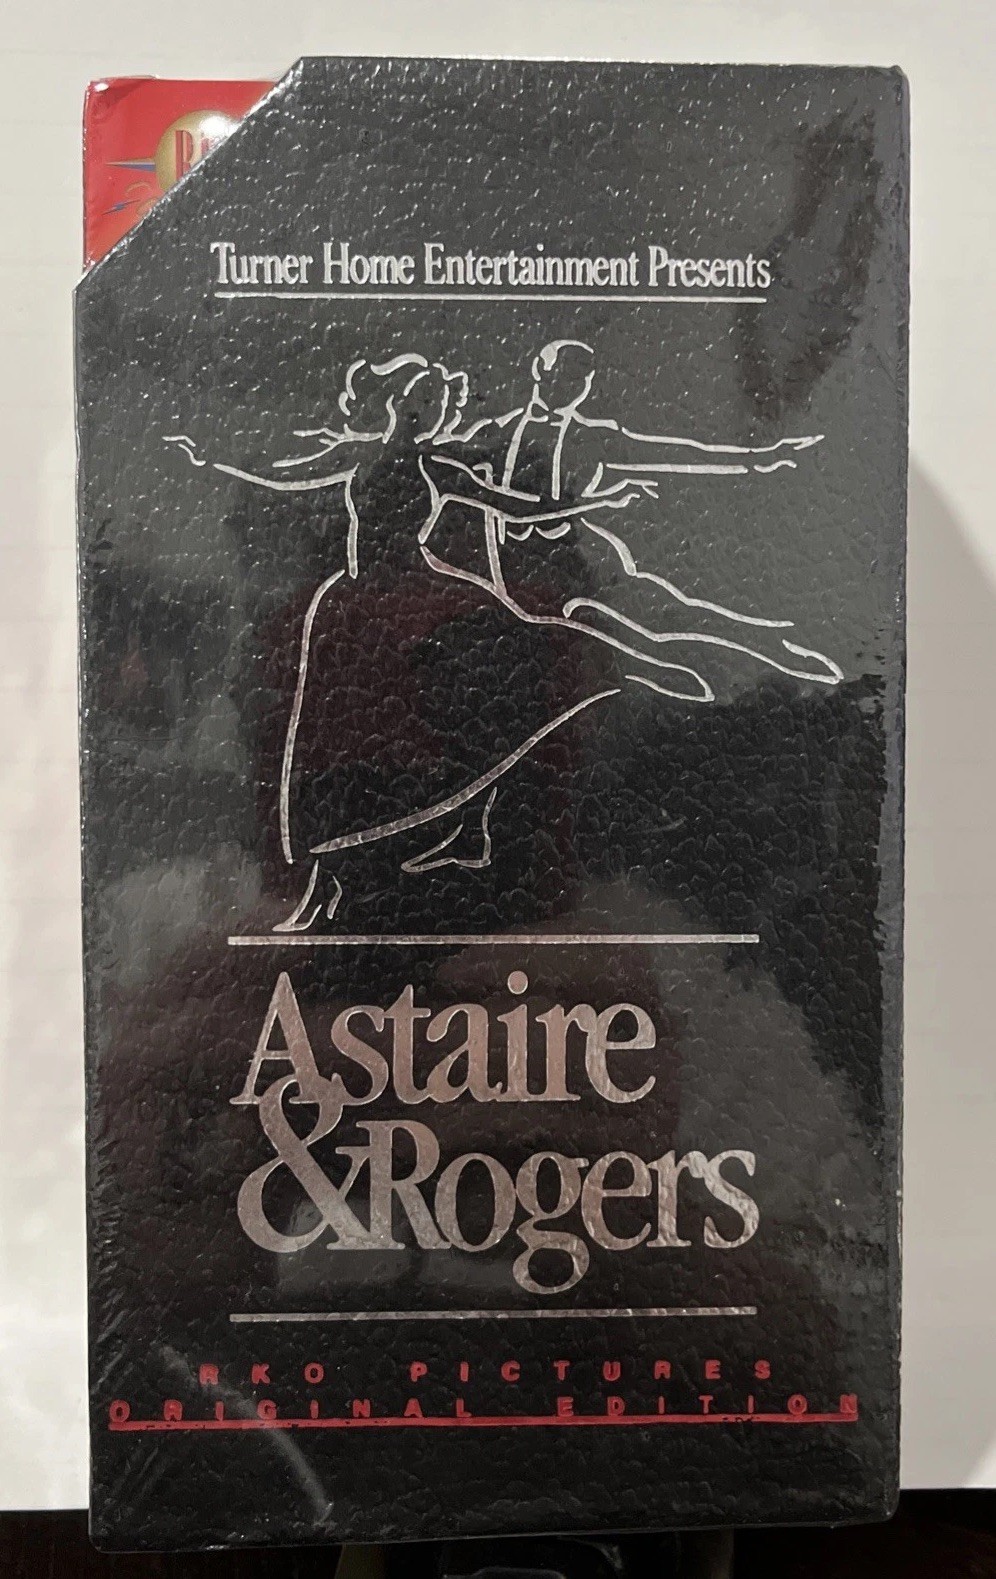 Turner Home Entertainment Presents
Astaire
&Rogers
RKO PICTURES
ORIGINAL EDITION